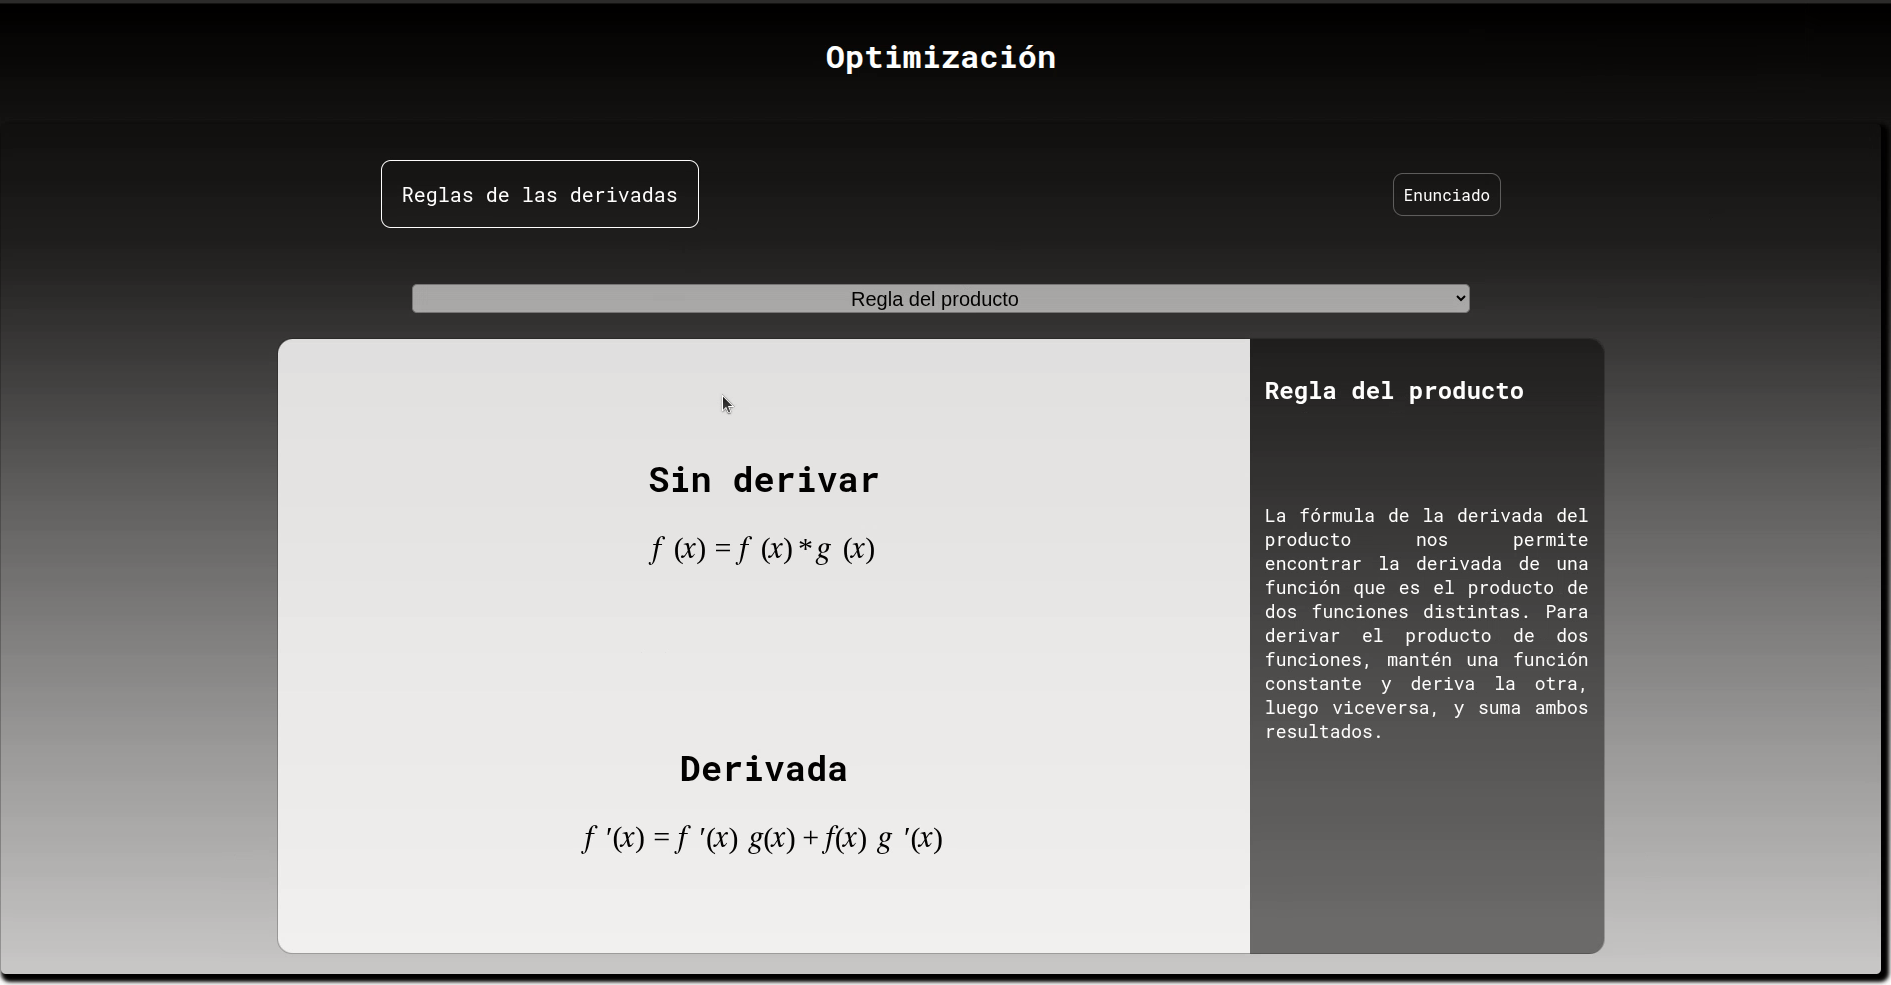 Optimización
Reglas de las derivadas
Enunciado
Regla del producto
Sin derivar
f (x) = f (x) * g (x)
Derivada
f ′(x) = f ′(x) g(x) + f(x) g ′(x)
Regla del producto
La fórmula de la derivada del
producto nos permite
encontrar la derivada de una
función que es el producto de
dos funciones distintas. Para
derivar el producto de dos
funciones, mantén una función
constante y deriva la otra,
luego viceversa, y suma ambos
resultados.